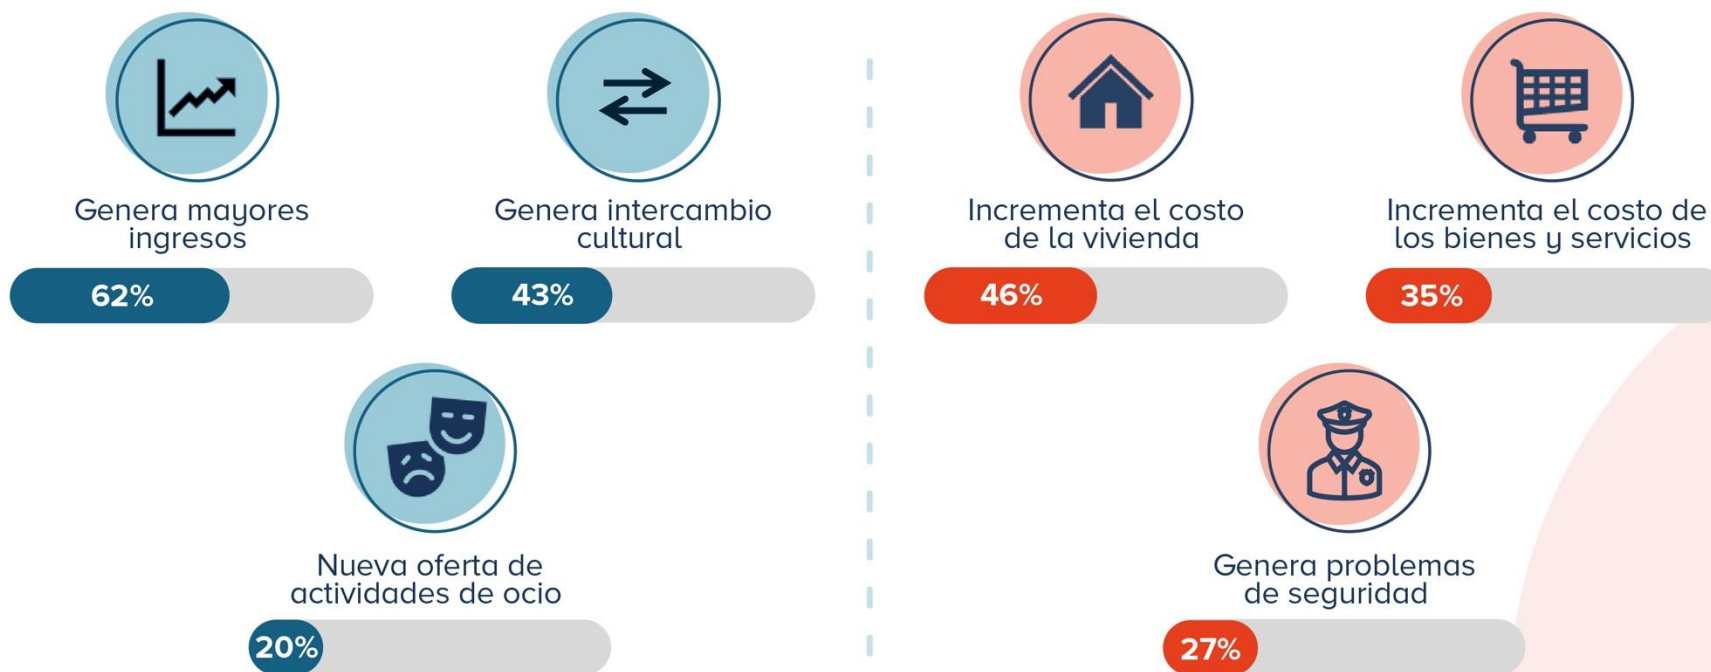 Genera mayores
ingresos
62%
Genera intercambio
cultural
43%
Nueva oferta de
actividades de ocio
20%
Incrementa el costo
de la vivienda
46%
Incrementa el costo de
los bienes y servicios
35%
Genera problemas
de seguridad
27%